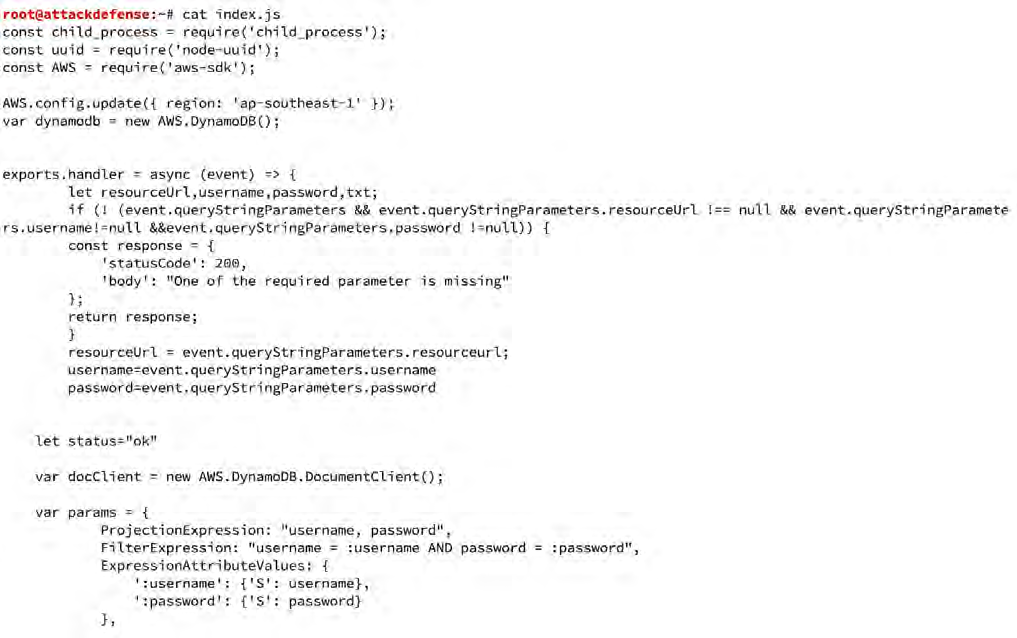 root@attackdefense:~# cat index.js
const child_process = require('child_process');
const uuid = require('node-uuid');
const AWS = require('aws-sdk');
AWS.config.update({ region: 'ap-southeast-1' });
var dynamodb = new AWS.DynamoDB();
exports.handler = async (event) => {
let resourceUrl,username,password,txt;
if (! (event.queryStringParameters && event.queryStringParameters.resourceUrl !== null && event.queryStringParamete
rs.username!=null &&event.queryStringParameters.password !=null)) {
const response = {
'statusCode': 200,
'body': "One of the required parameter is missing"
};
return response;
}
resourceUrl = event.queryStringParameters.resourceurl;
username=event.queryStringParameters.username
password=event.queryStringParameters.password
let status="ok"
var docClient = new AWS.DynamoDB.DocumentClient();
var params = {
ProjectionExpression: "username, password",
FilterExpression: "username = :username AND password = :password",
ExpressionAttributeValues: {
':username': {'S': username},
':password': {'S': password}
},